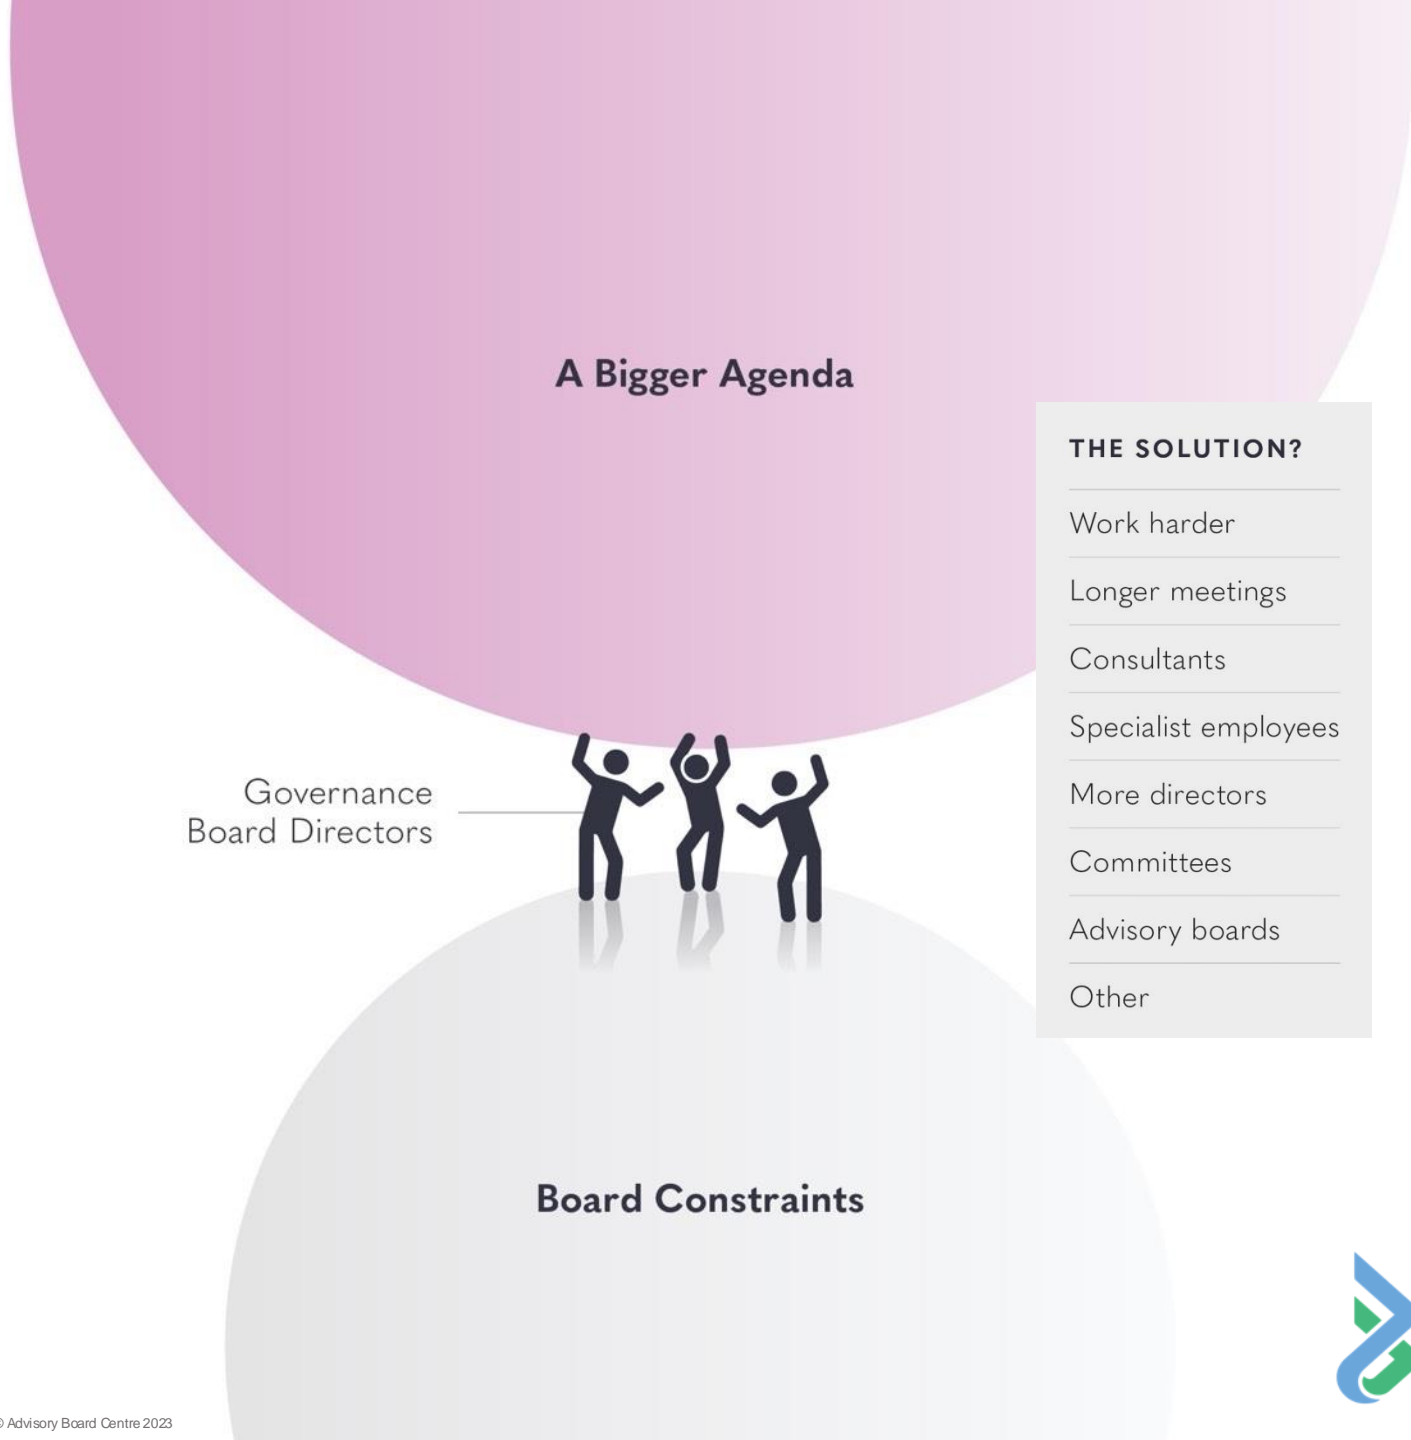 A Bigger Agenda
THE SOLUTION?
Work harder
Longer meetings
Consultants
Specialist employees
More directors
Committees
Advisory boards
Other
Governance
Board Directors
Board Constraints
© Advisory Board Centre 2023